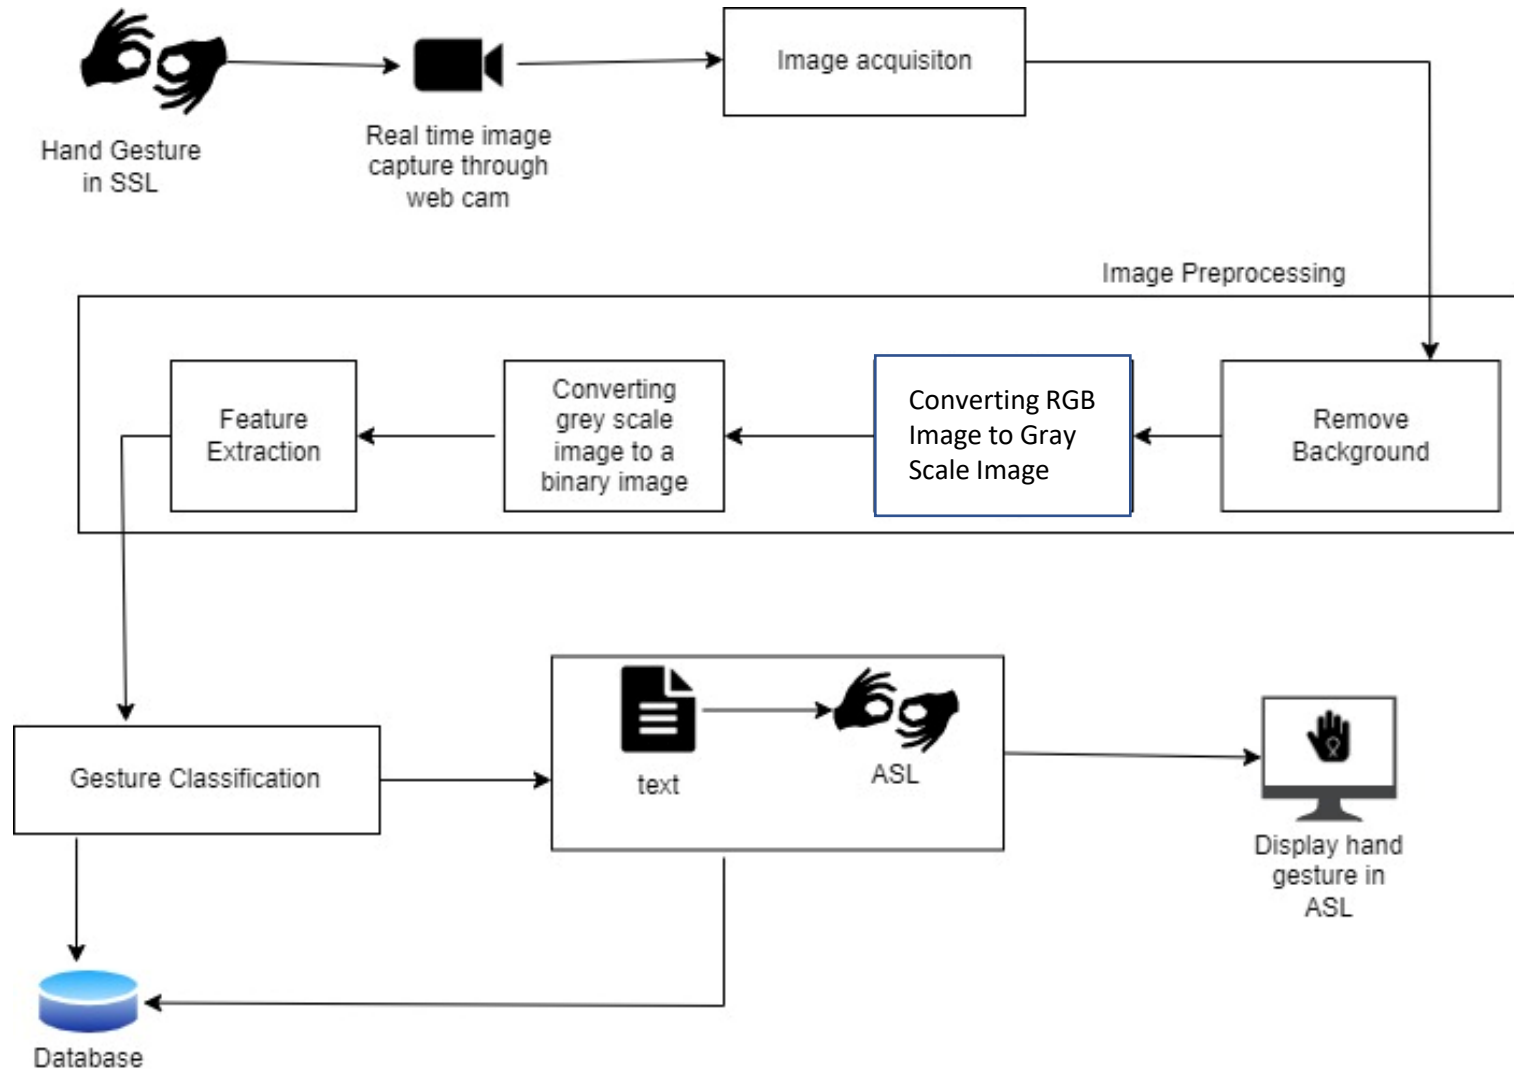 Hand Gesture
in SSL
Real time image
capture through
web cam
Image acquisiton
Image Preprocessing
Feature
Extraction
Converting
grey scale
image to a
binary image
Converting RGB
Image to Gray
Scale Image
Remove
Background
Gesture Classification
text
ASL
Display hand
gesture in
ASL
Database